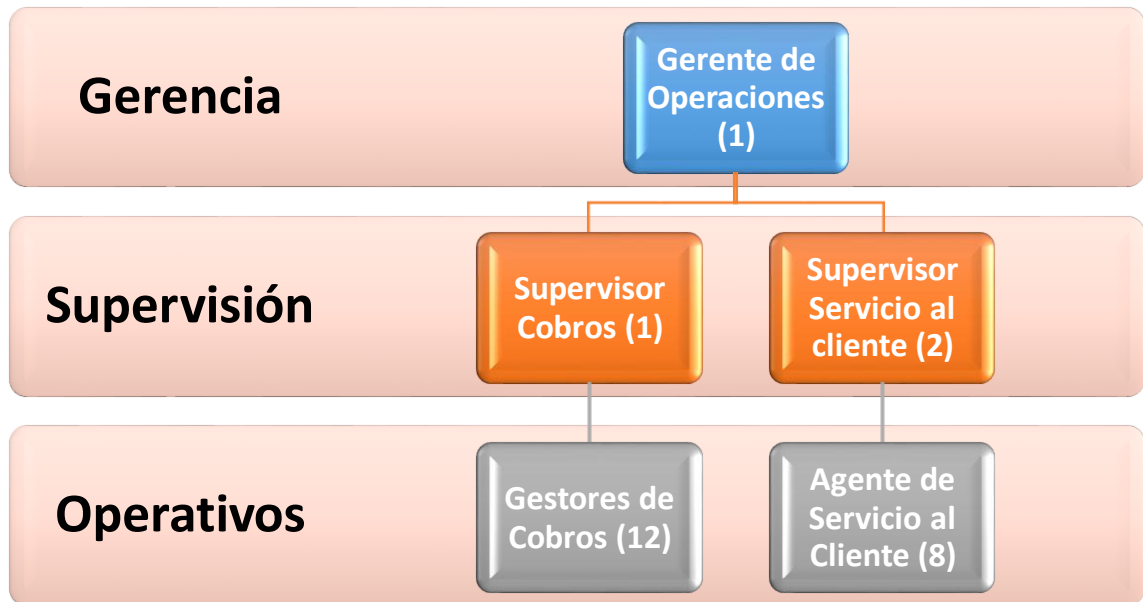 Gerencia
Gerente de
Operaciones
(1)
Supervisión
Supervisor
Cobros (1)
Supervisor
Servicio al
cliente (2)
Operativos
Gestores de
Cobros (12)
Agente de
Servicio al
Cliente (8)